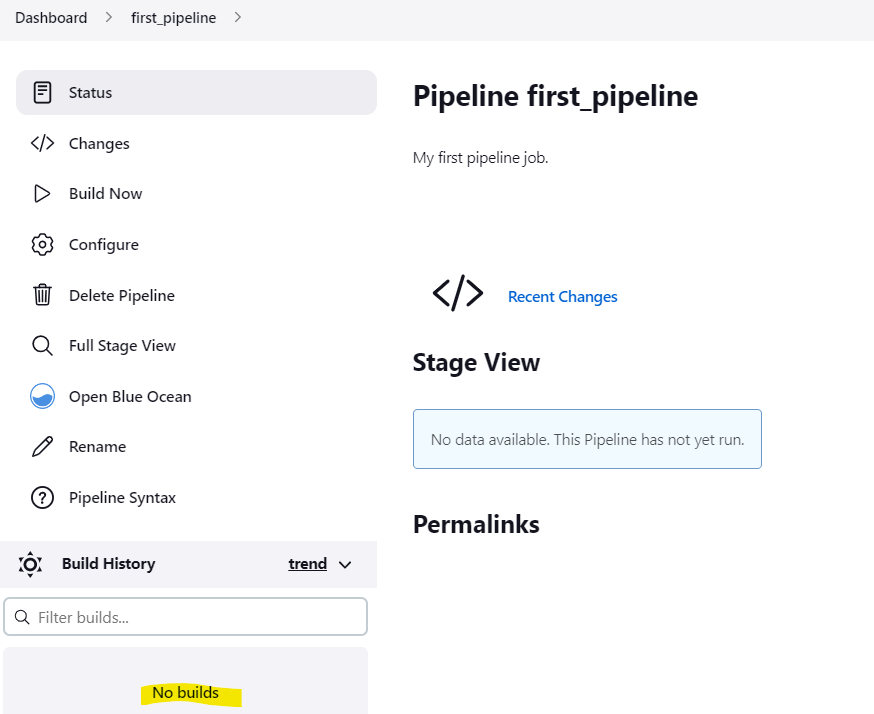 Dashboard > first_pipeline >
Status
Changes
Build Now
Configure
Delete Pipeline
Full Stage View
Open Blue Ocean
Rename
Pipeline Syntax
Build History trend
Filter builds...
No builds
Pipeline first_pipeline
My first pipeline job.
Recent Changes
Stage View
No data available. This Pipeline has not yet run.
Permalinks